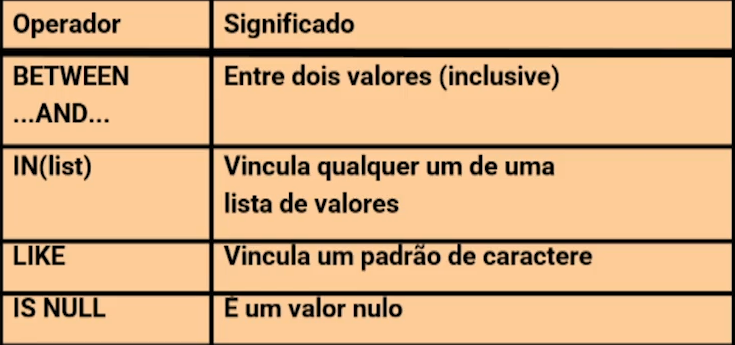 Operador Significado
BETWEEN Entre dois valores (inclusive)
...AND...
IN(list) Vincula qualquer um de uma
lista de valores
LIKE Vincula um padrão de caractere
IS NULL É um valor nulo